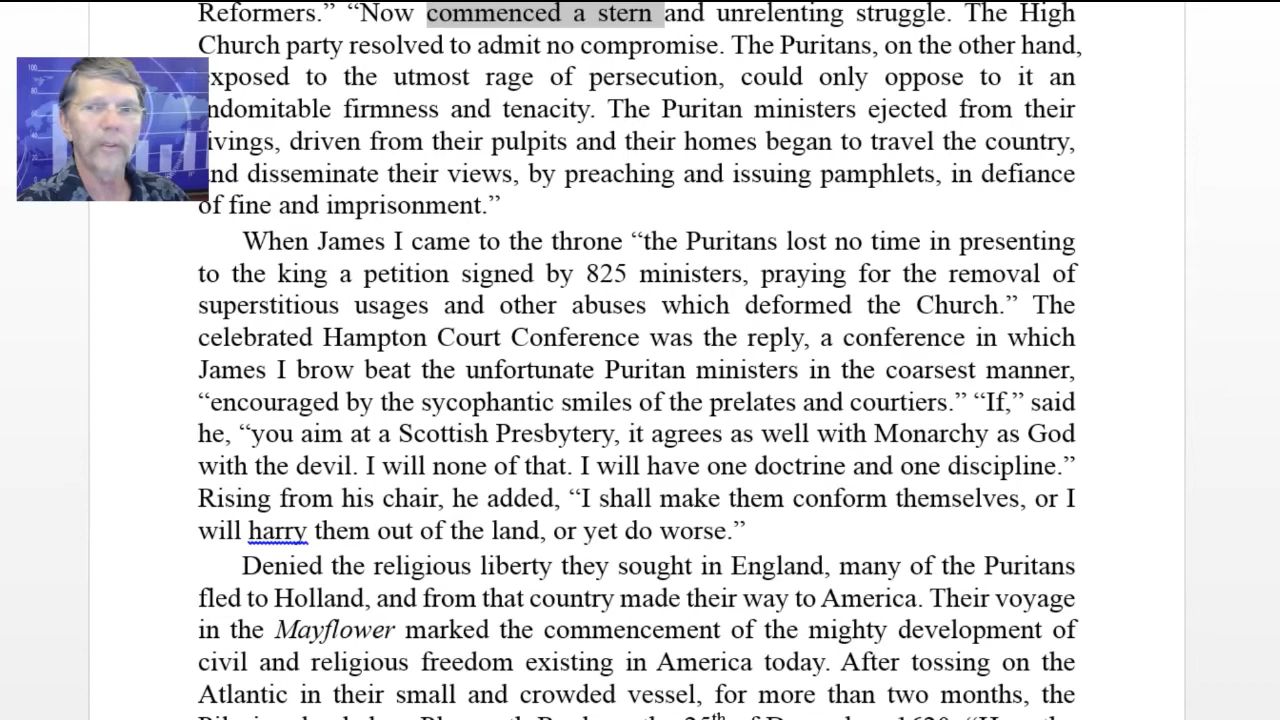 Reformers.” “Now commenced a stern and unrelenting struggle. The High
Church party resolved to admit no compromise. The Puritans, on the other hand,
exposed to the utmost rage of persecution, could only oppose to it an
indomitable firmness and tenacity. The Puritan ministers ejected from their
livings, driven from their pulpits and their homes began to travel the country,
and disseminate their views, by preaching and issuing pamphlets, in defiance
of fine and imprisonment.”
When James I came to the throne “the Puritans lost no time in presenting
to the king a petition signed by 825 ministers, praying for the removal of
superstitious usages and other abuses which deformed the Church.” The
celebrated Hampton Court Conference was the reply, a conference in which
James I brow beat the unfortunate Puritan ministers in the coarsest manner,
“encouraged by the sycophantic smiles of the prelates and courtiers.” “If,” said
he, “you aim at a Scottish Presbytery, it agrees as well with Monarchy as God
with the devil. I will none of that. I will have one doctrine and one discipline.”
Rising from his chair, he added, “I shall make them conform themselves, or I
will harry them out of the land, or yet do worse.”
Denied the religious liberty they sought in England, many of the Puritans
fled to Holland, and from that country made their way to America. Their voyage
in the Mayflower marked the commencement of the mighty development of
civil and religious freedom existing in America today. After tossing on the
Atlantic in their small and crowded vessel, for more than two months, the